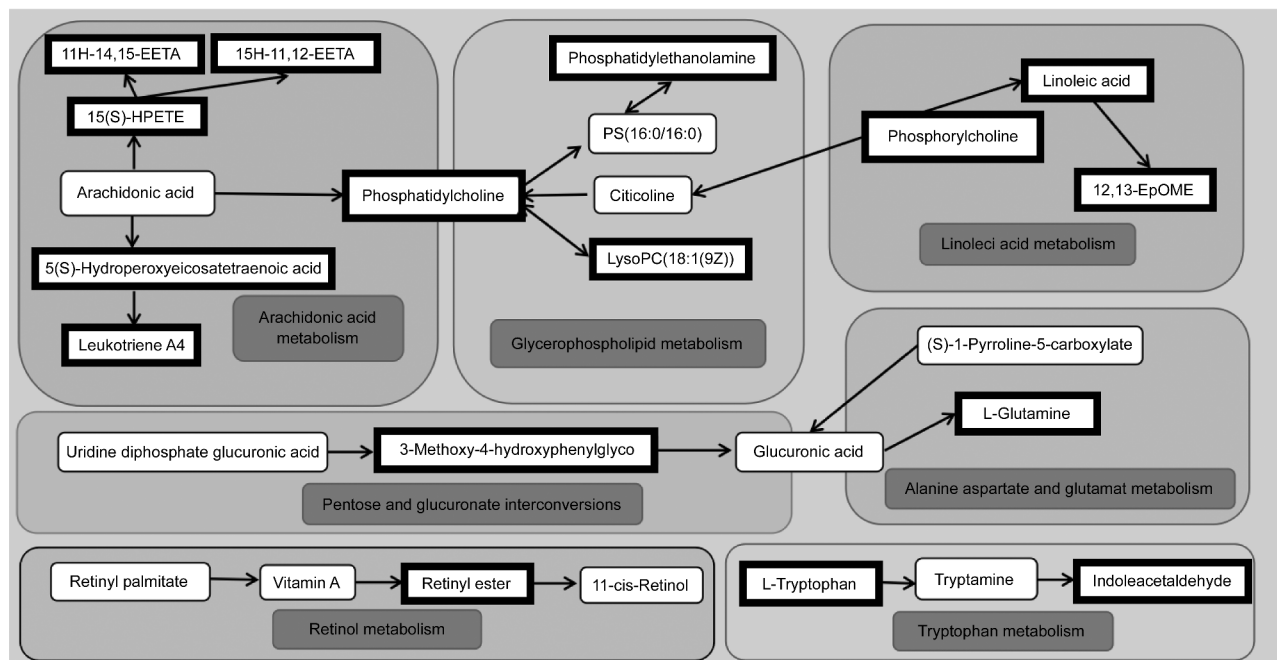 11H-14,15-EETA
15H-11,12-EETA
15(S)-HPETE
Arachidonic acid
5(S)-Hydroperoxyeicosatetraenoic acid
Leukotriene A4
Arachidonic acid
metabolism
Phosphatidylethanolamine
PS(16:0/16:0)
Phosphatidylcholine
Citicoline
LysoPC(18:1(9Z))
Glycerophospholipid metabolism
Linoleic acid
Phosphorylcholine
12,13-EpOME
Linoleci acid metabolism
(S)-1-Pyrroline-5-carboxylate
L-Glutamine
Alanine aspartate and glutamat metabolism
Uridine diphosphate glucuronic acid
3-Methoxy-4-hydroxyphenylglyco
Glucuronic acid
Pentose and glucuronate interconversions
Retinyl palmitate
Vitamin A
Retinyl ester
11-cis-Retinol
Retinol metabolism
L-Tryptophan
Tryptamine
Indoleacetaldehyde
Tryptophan metabolism